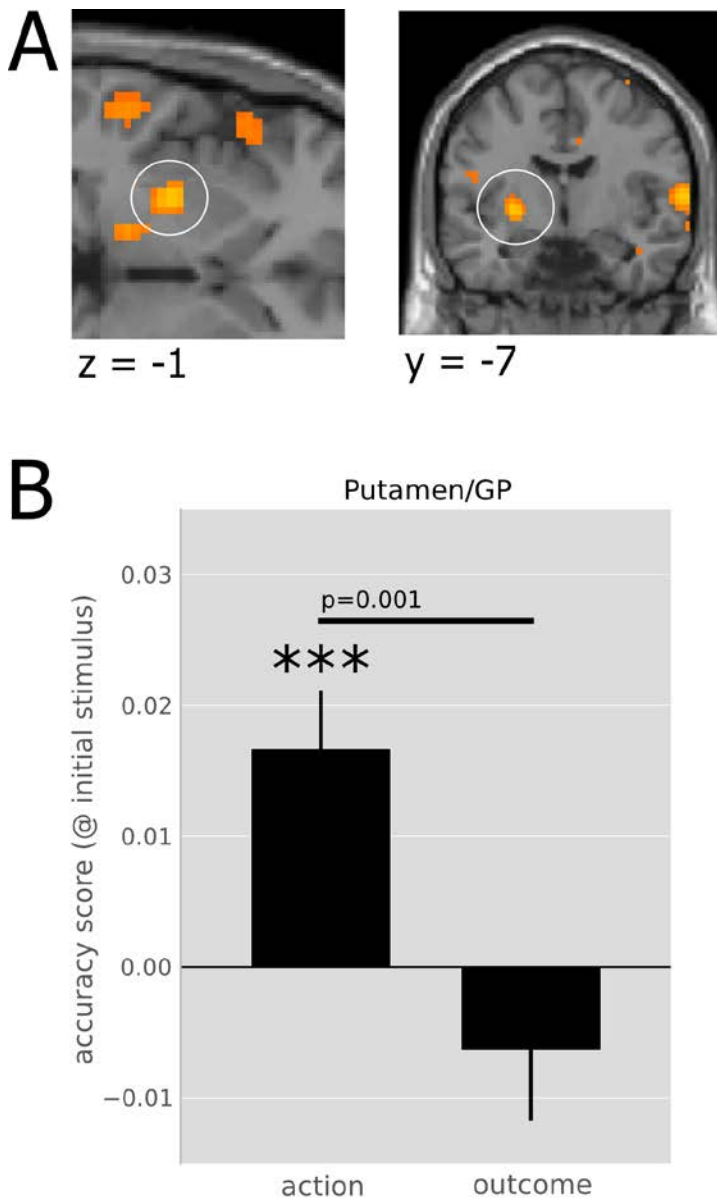 A
z = -1
y = -7
B
Putamen/GP
0.03
p=0.001
***
0.02
0.01
0.00
−0.01
accuracy score (@ initial stimulus)
action
outcome